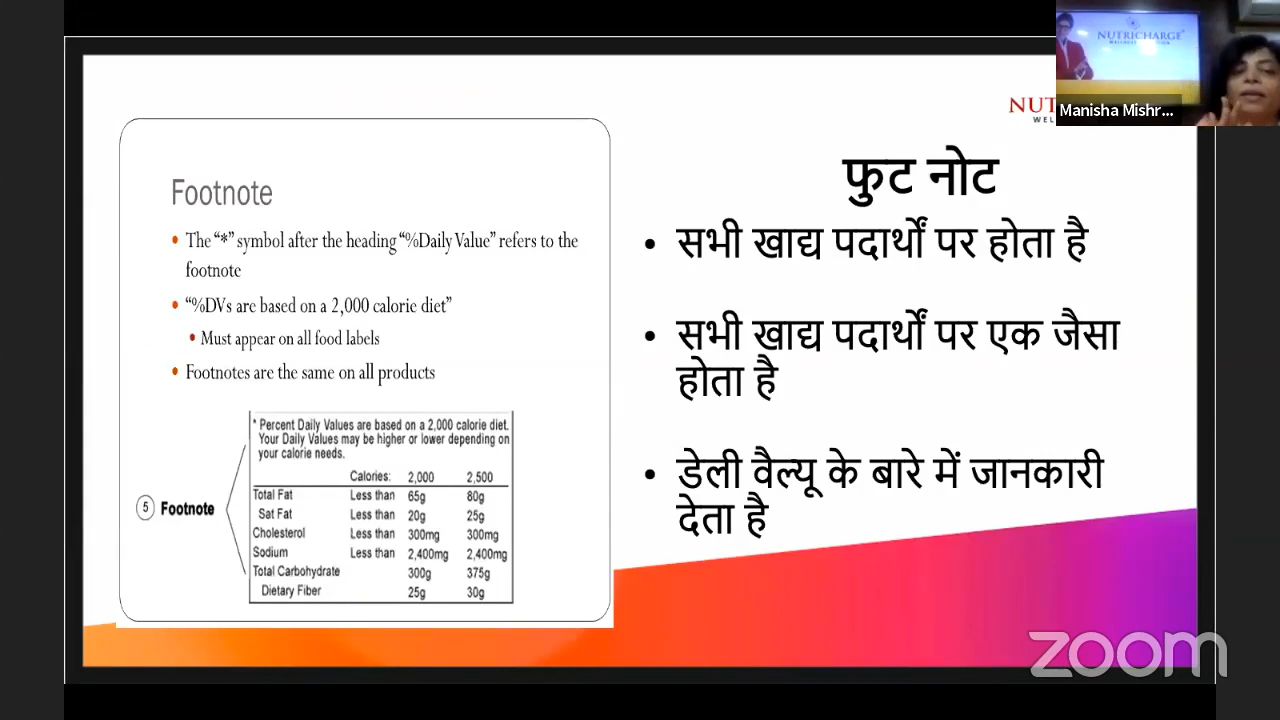 NUTRICHARGE
Manisha Mishr...
Footnote
• The “*” symbol after the heading “%Daily Value” refers to the
footnote
• “%DVs are based on a 2,000 calorie diet”
• Must appear on all food labels
• Footnotes are the same on all products
* Percent Daily Values are based on a 2,000 calorie diet.
Your Daily Values may be higher or lower depending on
your calorie needs.
Calories: 2,000 2,500
Total Fat Less than 65g 80g
Sat Fat Less than 20g 25g
Cholesterol Less than 300mg 300mg
Sodium Less than 2,400mg 2,400mg
Total Carbohydrate 300g 375g
Dietary Fiber 25g 30g
5 Footnote
फुट नोट
• सभी खाद्य पदार्थों पर होता है
• सभी खाद्य पदार्थों पर एक जैसा
होता है
• डेली वैल्यू के बारे में जानकारी
देता है
zoom